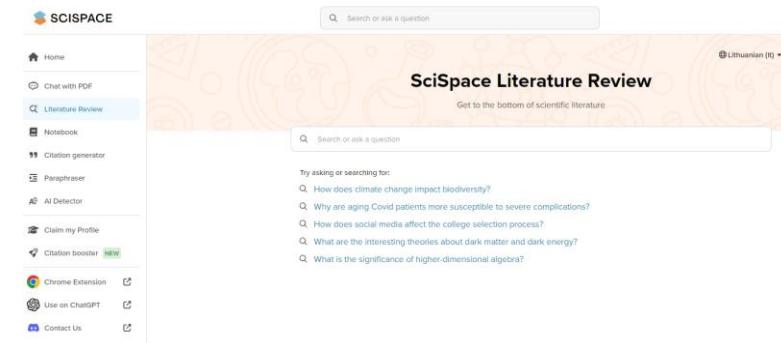 SCISPACE
Search or ask a question
Home
Chat with PDF
Literature Review
Notebook
Citation generator
Paraphraser
AI Detector
Claim my Profile
Citation booster NEW
Chrome Extension
Use on ChatGPT
Contact Us
Lithuanian (lt)
SciSpace Literature Review
Get to the bottom of scientific literature
Search or ask a question
Try asking or searching for:
How does climate change impact biodiversity?
Why are aging Covid patients more susceptible to severe complications?
How does social media affect the college selection process?
What are the interesting theories about dark matter and dark energy?
What is the significance of higher-dimensional algebra?